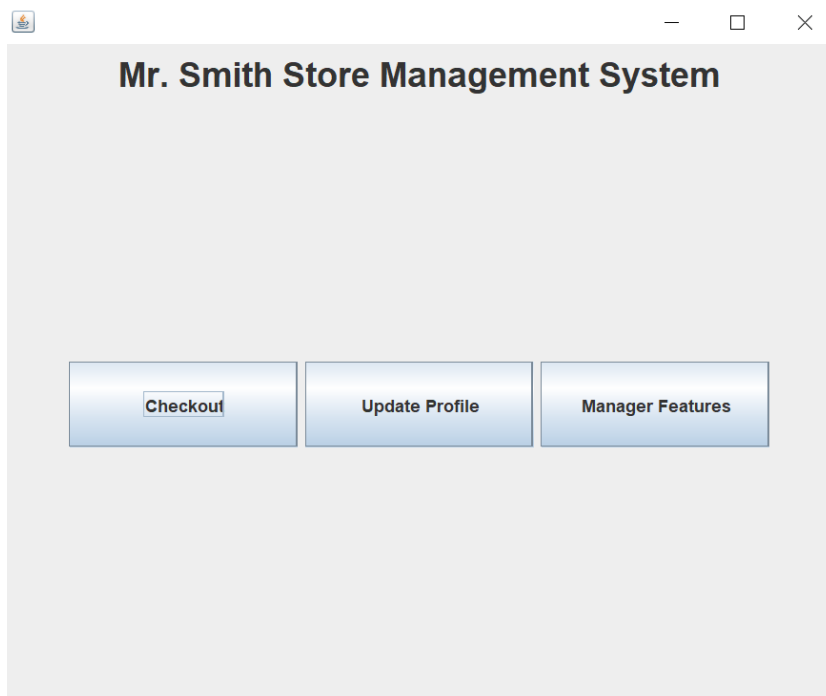 Mr. Smith Store Management System
Checkout
Update Profile
Manager Features